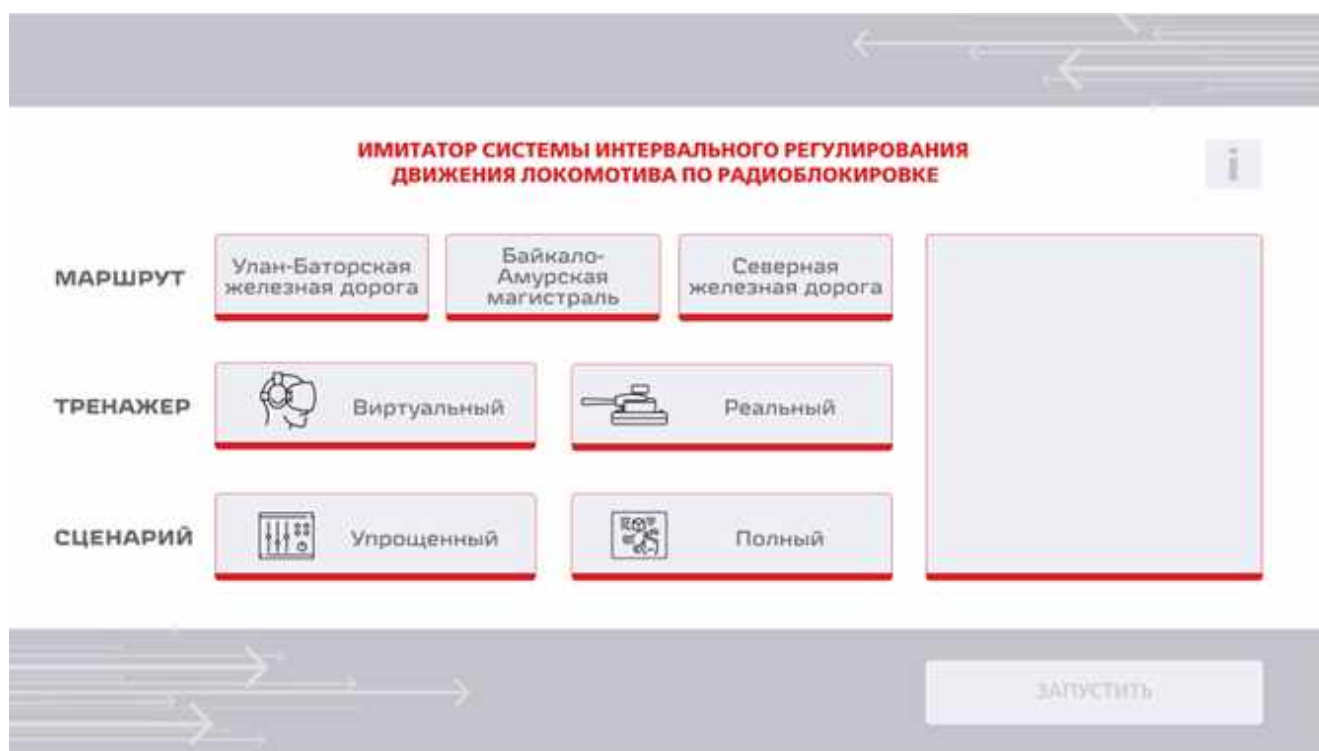 ИМИТАТОР СИСТЕМЫ ИНТЕРВАЛЬНОГО РЕГУЛИРОВАНИЯ
ДВИЖЕНИЯ ЛОКОМОТИВА ПО РАДИОБЛОКИРОВКЕ
i
МАРШРУТ
Улан-Баторская
железная дорога
Байкало-
Амурская
магистраль
Северная
железная дорога
ТРЕНАЖЕР
Виртуальный
Реальный
СЦЕНАРИЙ
Упрощенный
Полный
ЗАПУСТИТЬ